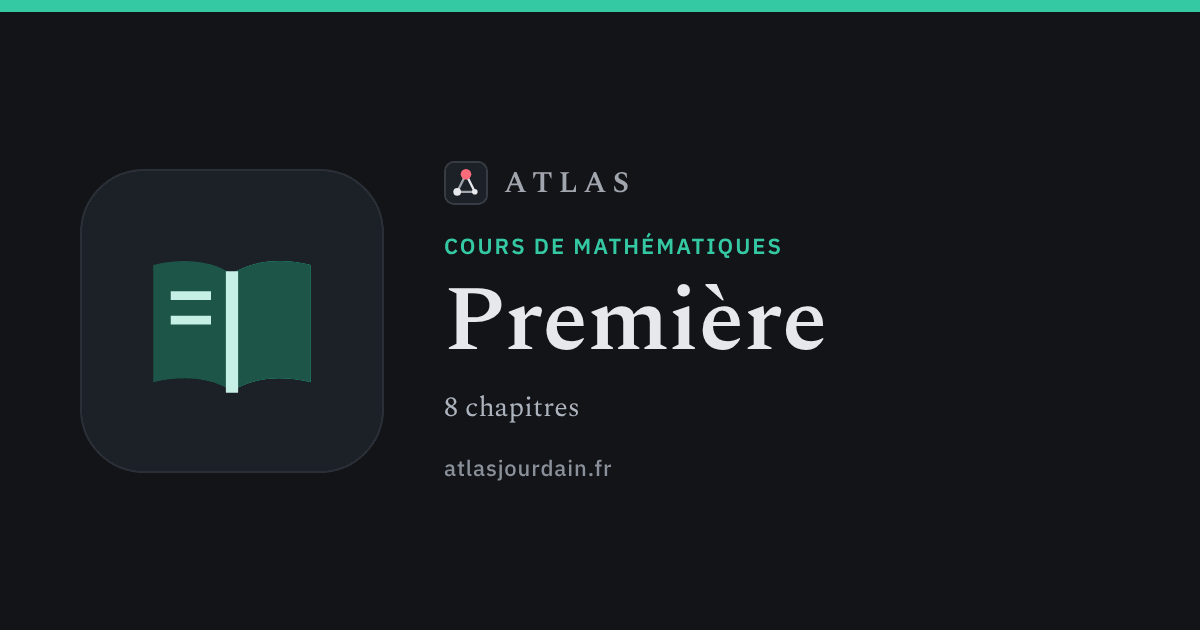 ATLAS
COURS DE MATHÉMATIQUES
Première
8 chapitres
atlasjourdain.fr